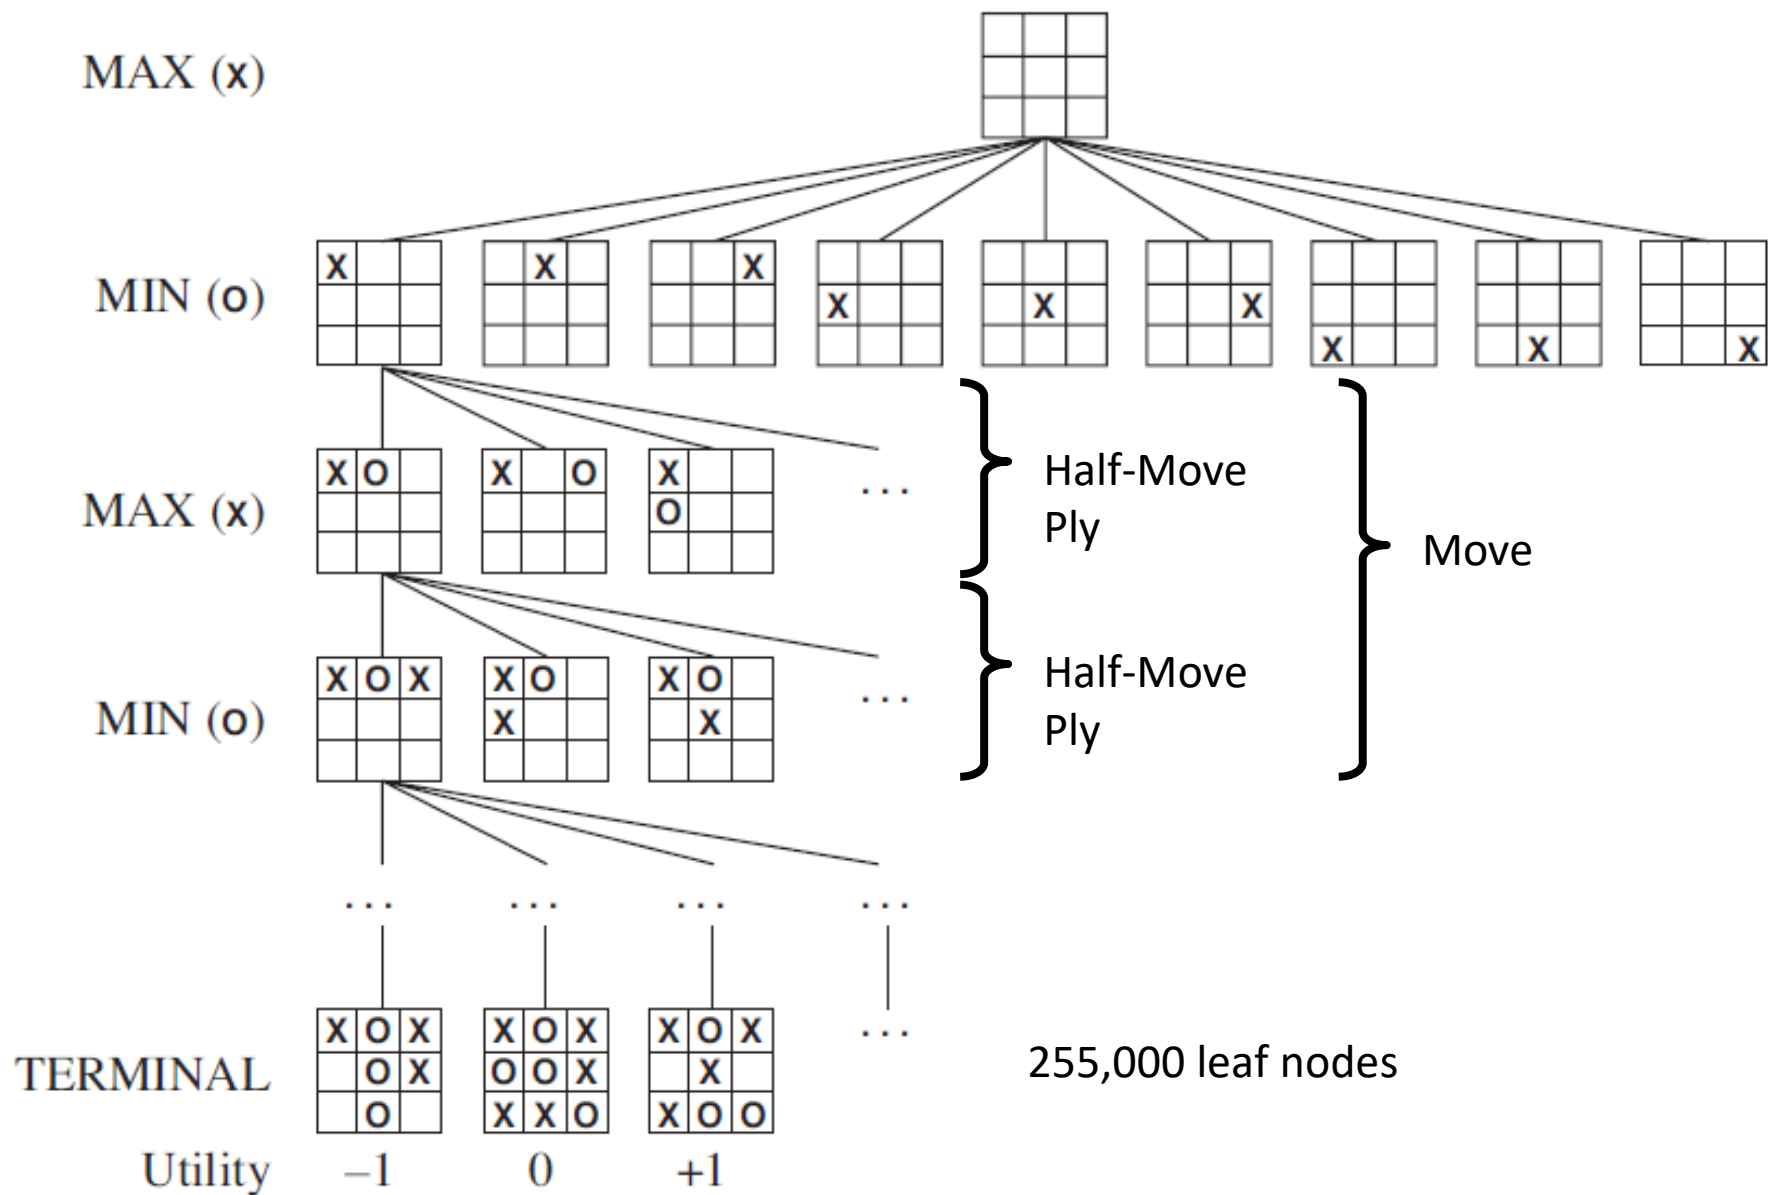 MAX (x)
MIN (o)
X X X X X X X X X
MAX (x)
X O X O X
O
...
Half-Move
Ply
Move
MIN (o)
X O X X O X O
X X
...
Half-Move
Ply
... ... ... ...
TERMINAL
X O X X O X X O X
O X O O X X
O X X O X O O
...
255,000 leaf nodes
Utility –1 0 +1